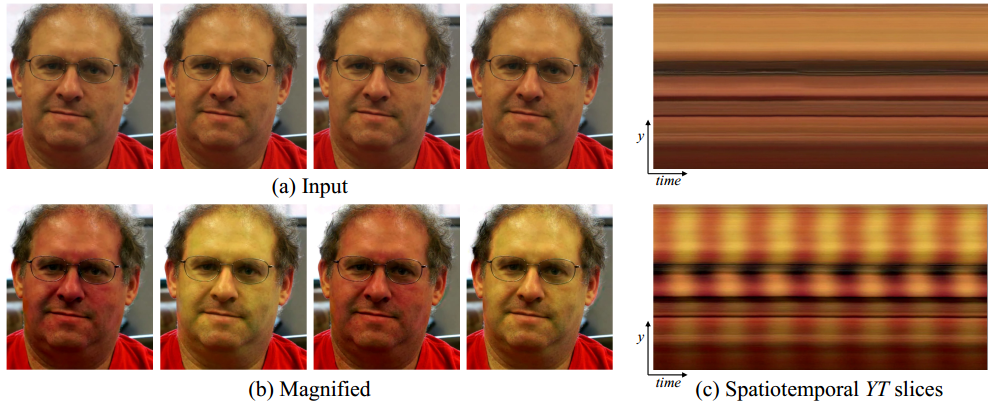 y
time
(a) Input
y
time
(b) Magnified
(c) Spatiotemporal YT slices